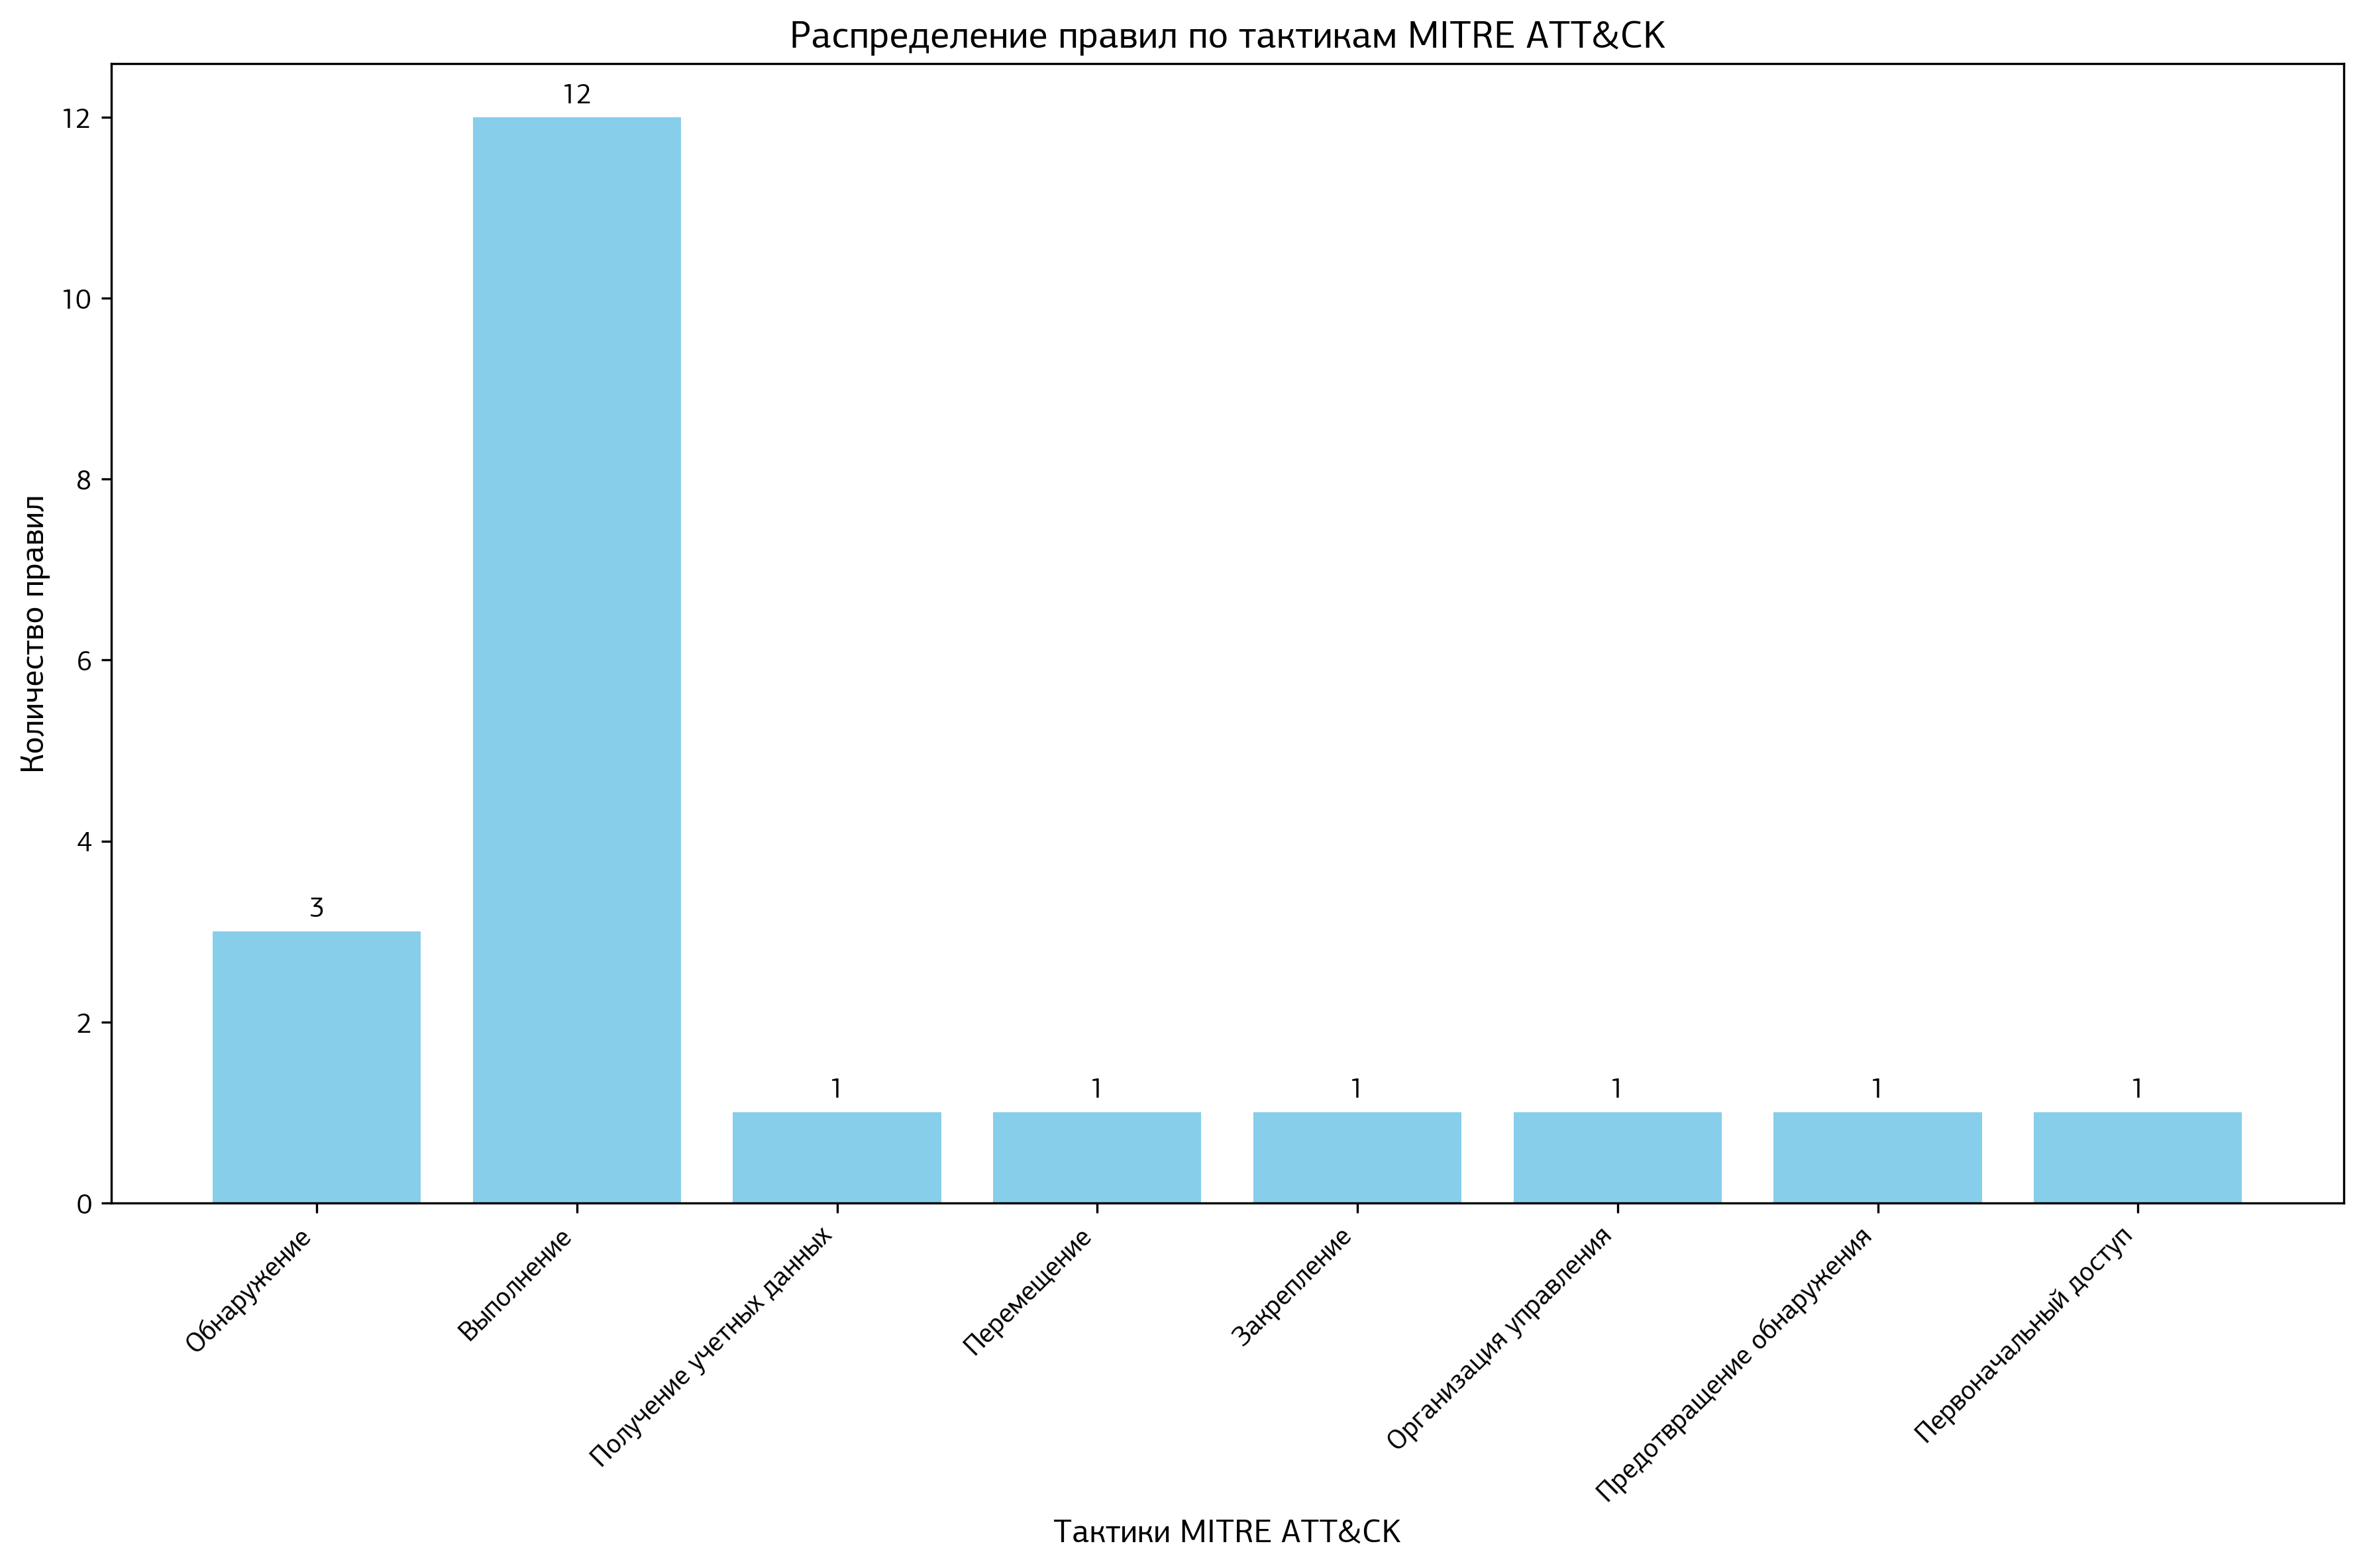 Распределение правил по тактикам MITRE ATT&CK
Количество правил
12
10
8
6
4
2
0
3
12
1
1
1
1
1
1
Обнаружение
Выполнение
Получение учетных данных
Перемещение
Закрепление
Организация управления
Предотвращение обнаружения
Первоначальный доступ
Тактики MITRE ATT&CK